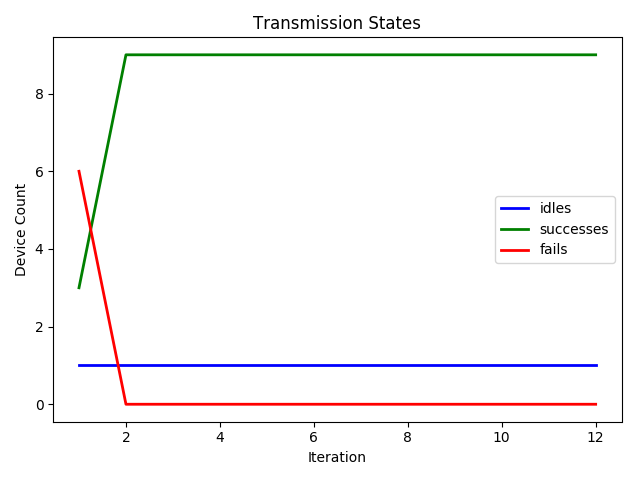 Transmission States
Device Count
8
6
4
2
0
idles
successes
fails
2 4 6 8 10 12
Iteration